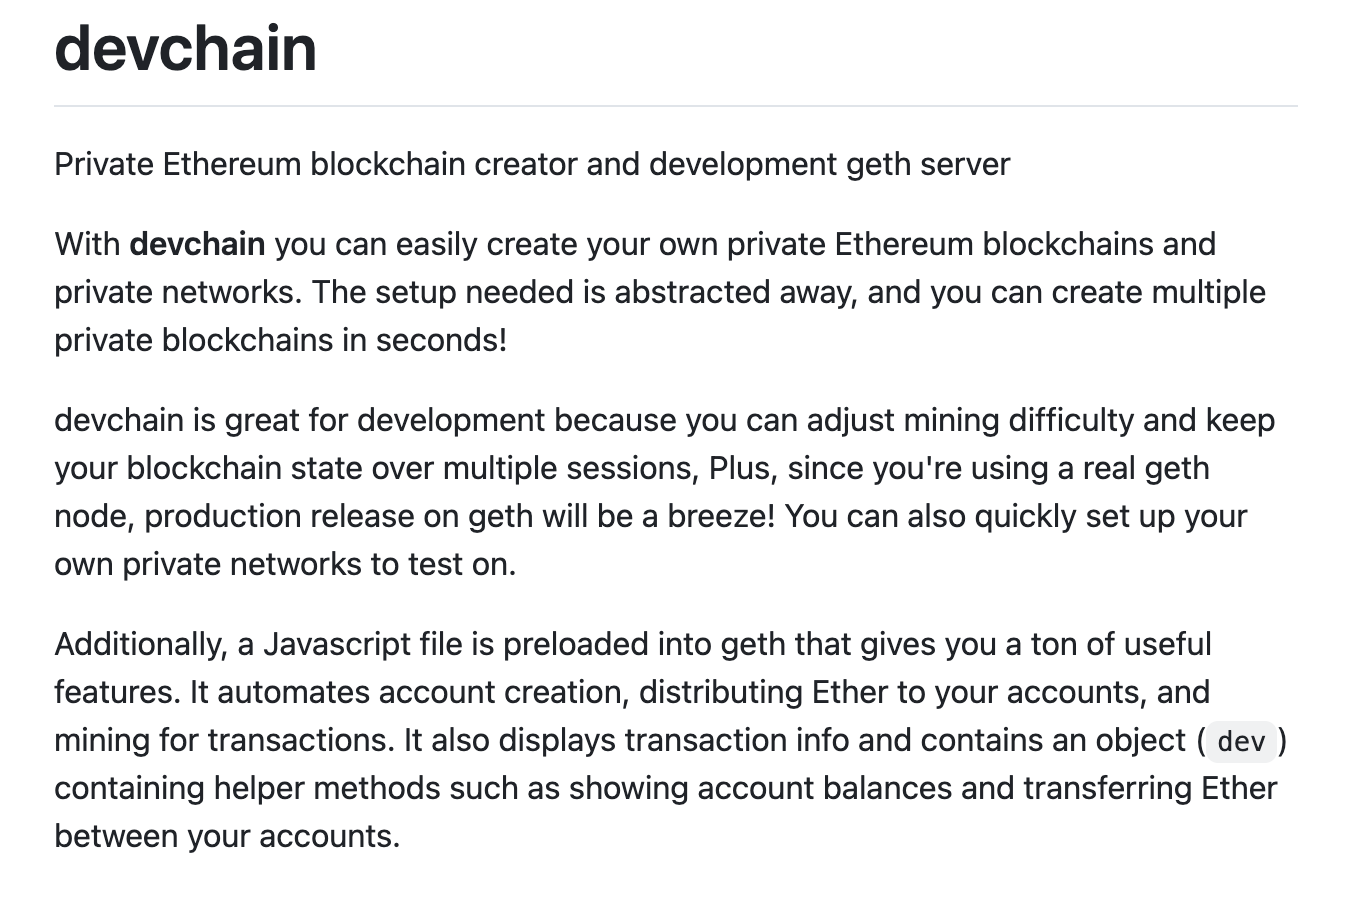 devchain
Private Ethereum blockchain creator and development geth server
With devchain you can easily create your own private Ethereum blockchains and
private networks. The setup needed is abstracted away, and you can create multiple
private blockchains in seconds!
devchain is great for development because you can adjust mining difficulty and keep
your blockchain state over multiple sessions, Plus, since you're using a real geth
node, production release on geth will be a breeze! You can also quickly set up your
own private networks to test on.
Additionally, a Javascript file is preloaded into geth that gives you a ton of useful
features. It automates account creation, distributing Ether to your accounts, and
mining for transactions. It also displays transaction info and contains an object ( dev )
containing helper methods such as showing account balances and transferring Ether
between your accounts.